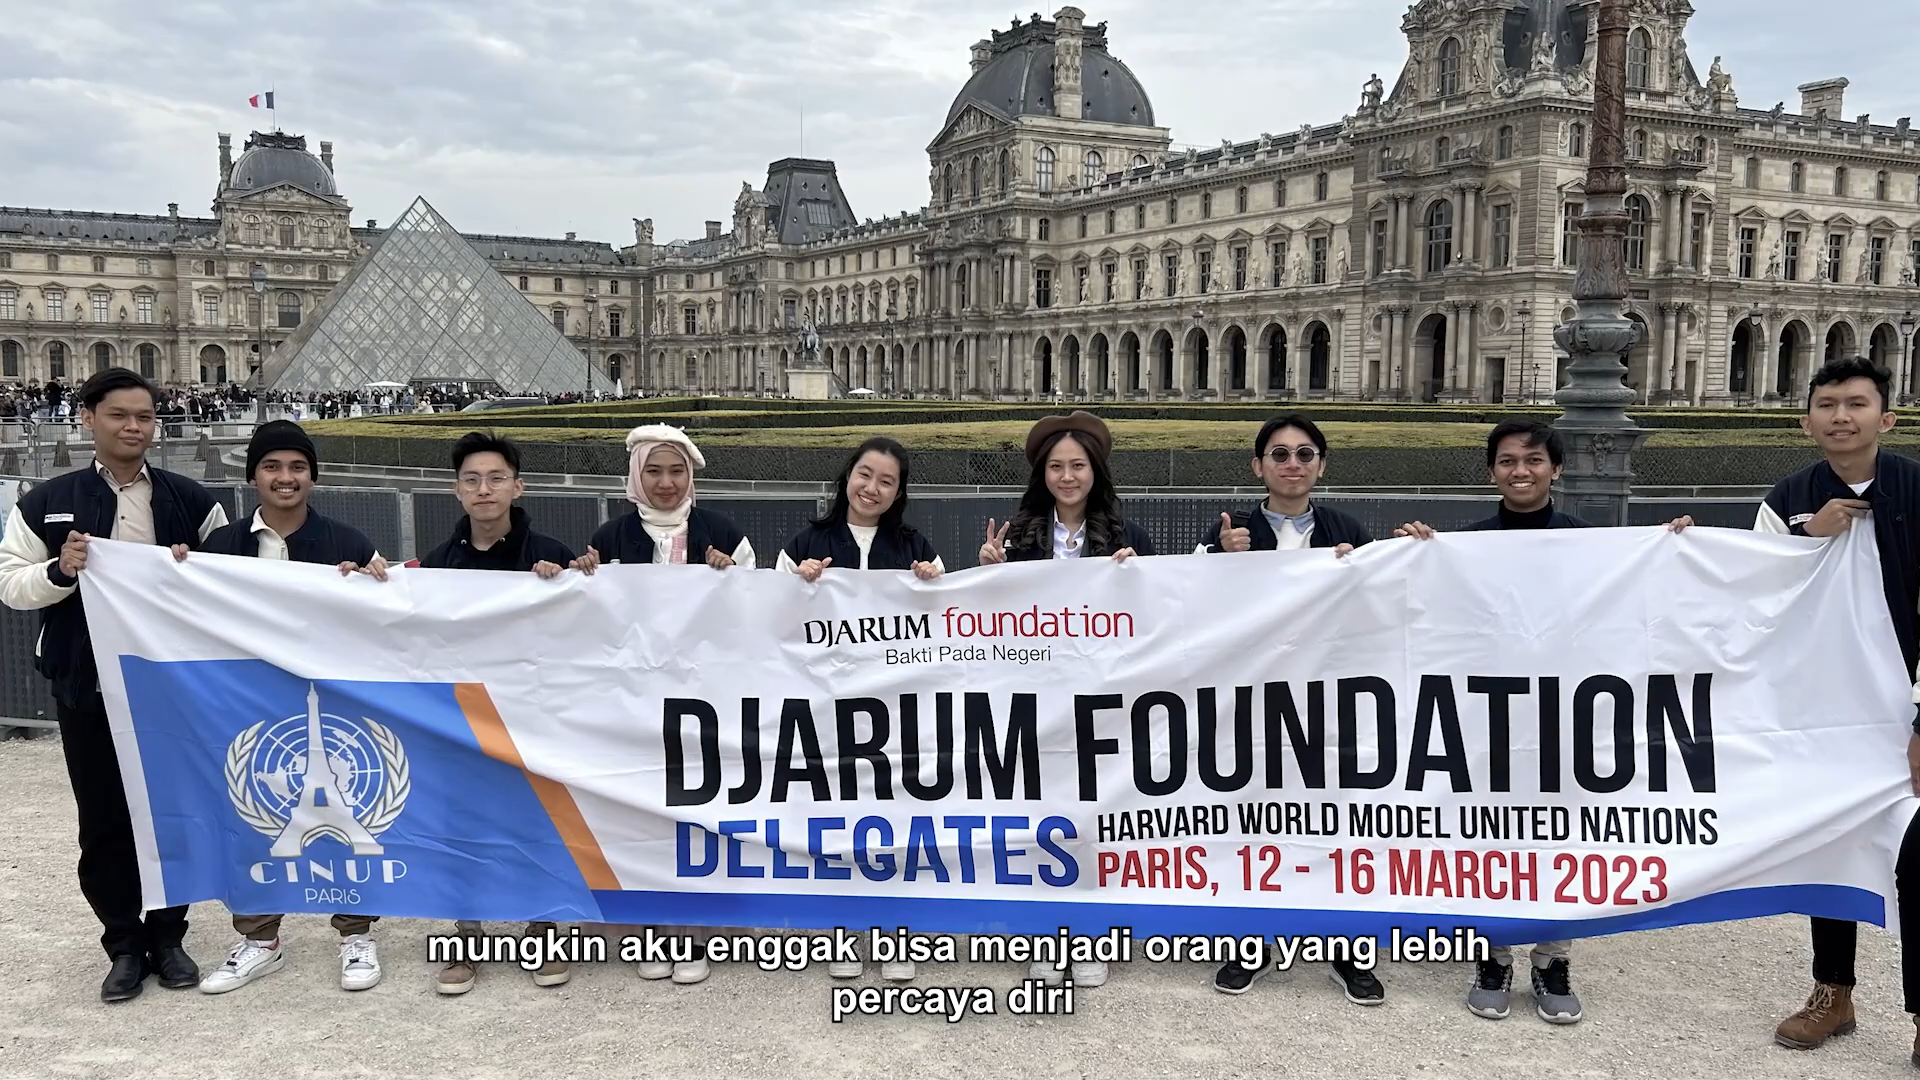 DJARUM foundation
Bakti Pada Negeri
DJARUM FOUNDATION
DELEGATES
HARVARD WORLD MODEL UNITED NATIONS
PARIS, 12 - 16 MARCH 2023
CINUP
PARIS
mungkin aku enggak bisa menjadi orang yang lebih
percaya diri